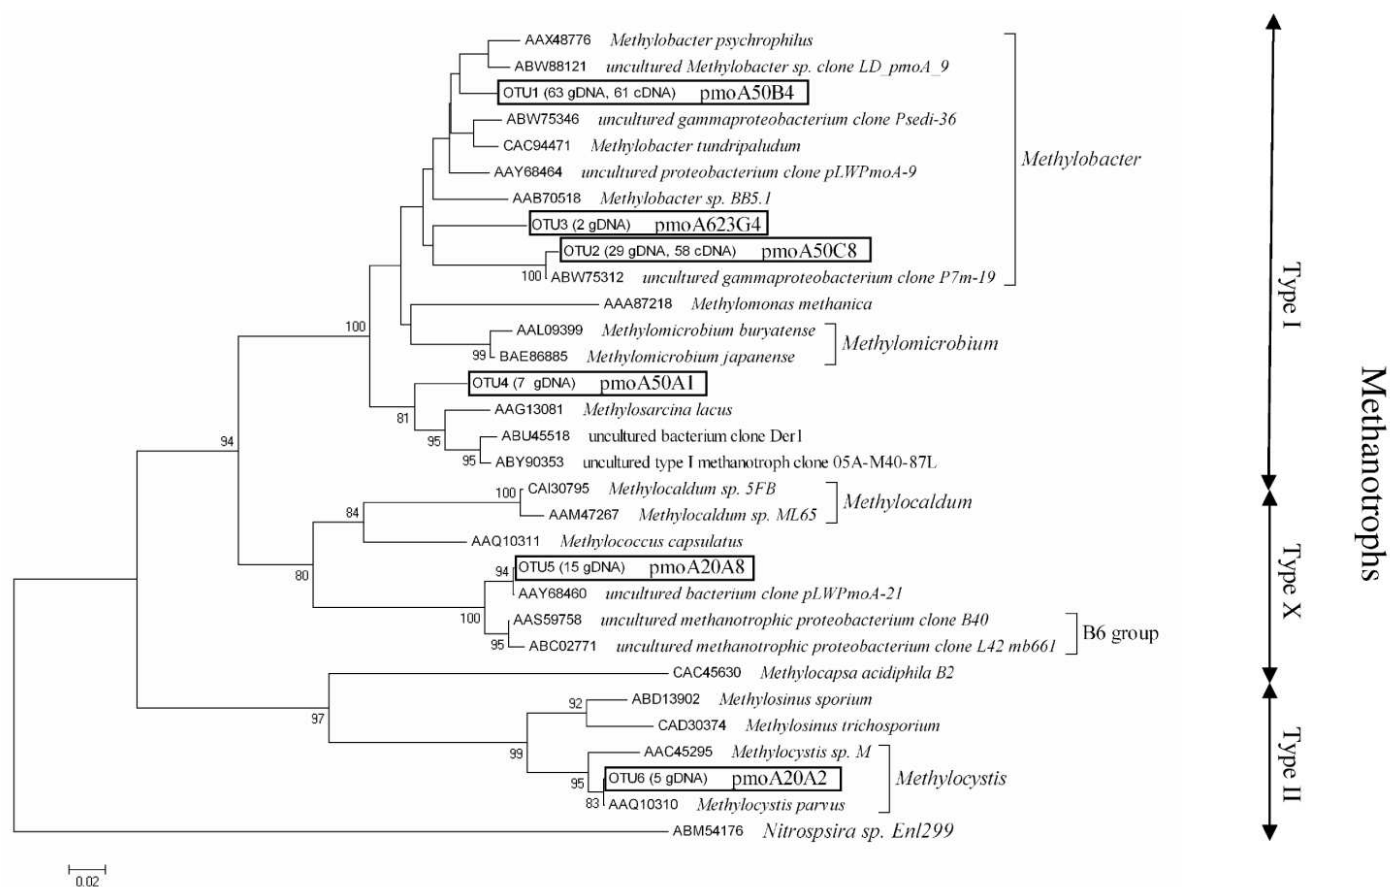 AAX48776 Methylobacter psychrophilus
ABW88121 uncultured Methylobacter sp. clone LD_pmoA_9
OTU1 (63 gDNA, 61 cDNA) pmoA50B4
ABW75346 uncultured gammaproteobacterium clone Psedi-36
CAC94471 Methylobacter tundripaludum
AAY68464 uncultured proteobacterium clone pLWPmoA-9
AAB70518 Methylobacter sp. BB5.1
OTU3 (2 gDNA) pmoA623G4
OTU2 (29 gDNA, 58 cDNA) pmoA50C8
100 ABW75312 uncultured gammaproteobacterium clone P7m-19
Methylobacter
AAA87218 Methylomonas methanica
100
AAL09399 Methylomicrobium buryatense
99 BAE86885 Methylomicrobium japanense
Methylomicrobium
OTU4 (7 gDNA) pmoA50A1
81
AAG13081 Methylosarcina lacus
95
ABU45518 uncultured bacterium clone Der1
95 ABY90353 uncultured type I methanotroph clone 05A-M40-87L
94
100 CAI30795 Methylocaldum sp. 5FB
AAM47267 Methylocaldum sp. ML65
Methylocaldum
84
AAQ10311 Methylococcus capsulatus
80
94 OTU5 (15 gDNA) pmoA20A8
AAY68460 uncultured bacterium clone pLWPmoA-21
100
AAS59758 uncultured methanotrophic proteobacterium clone B40
95 ABC02771 uncultured methanotrophic proteobacterium clone L42 mb661
B6 group
CAC45630 Methylocapsa acidiphila B2
97
92 ABD13902 Methylosinus sporium
CAD30374 Methylosinus trichosporium
99
AAC45295 Methylocystis sp. M
95
OTU6 (5 gDNA) pmoA20A2
83 AAQ10310 Methylocystis parvus
Methylocystis
ABM54176 Nitrospsira sp. Enl299
0.02
Type I
Type X
Type II
Methanotrophs